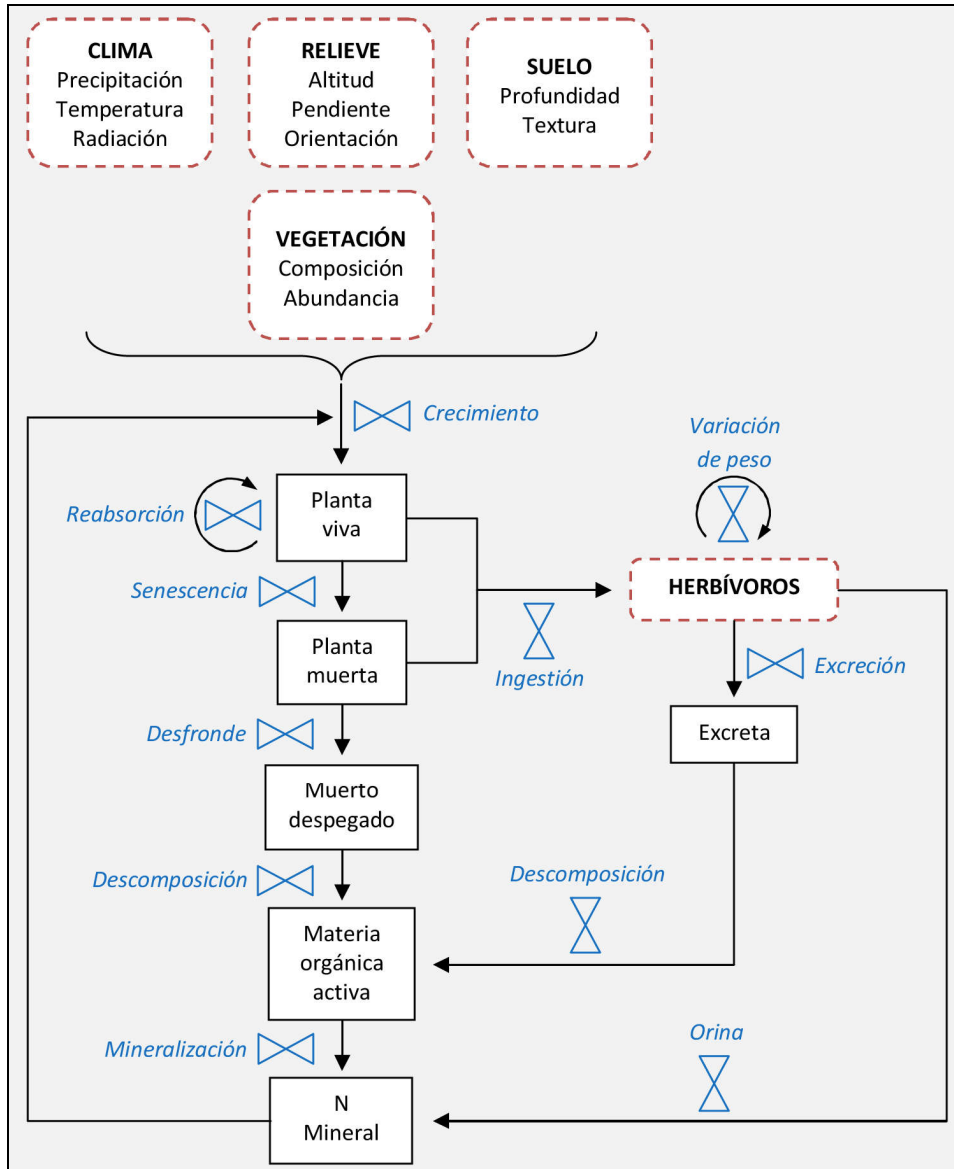 CLIMA
Precipitación
Temperatura
Radiación
RELIEVE
Altitud
Pendiente
Orientación
SUELO
Profundidad
Textura
VEGETACIÓN
Composición
Abundancia
Crecimiento
Variación
de peso
Reabsorción
Planta
viva
HERBÍVOROS
Senescencia
Ingestión
Planta
muerta
Excreción
Excreta
Desfronde
Muerto
despegado
Descomposición
Descomposición
Materia
orgánica
activa
Mineralización
Orina
N
Mineral